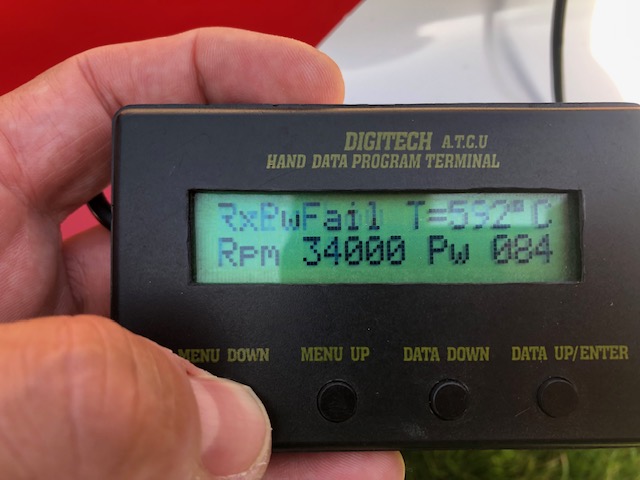 DIGITECH A.T.C.U
HAND DATA PROGRAM TERMINAL
RxPwFail T=592°C
Rpm 34000 Pw 084
MENU DOWN MENU UP DATA DOWN DATA UP/ENTER